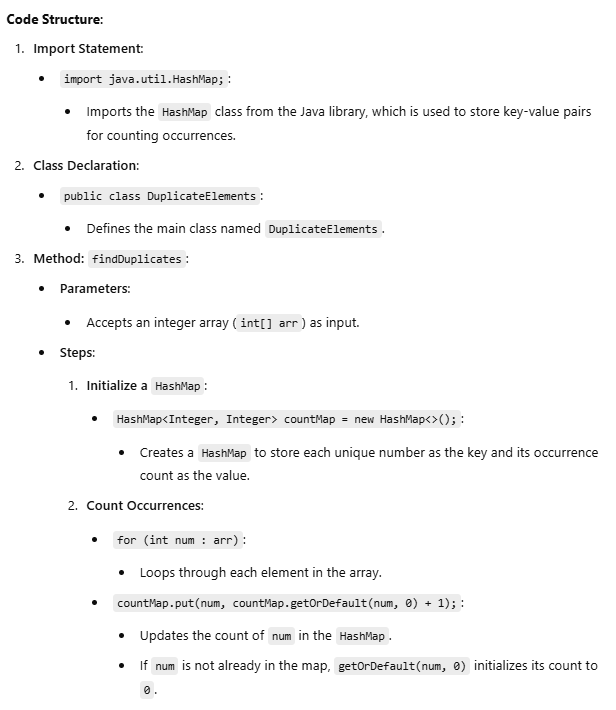 Code Structure:
1. Import Statement:
• import java.util.HashMap; :
• Imports the HashMap class from the Java library, which is used to store key-value pairs
for counting occurrences.
2. Class Declaration:
• public class DuplicateElements :
• Defines the main class named DuplicateElements .
3. Method: findDuplicates :
• Parameters:
• Accepts an integer array ( int[] arr ) as input.
• Steps:
1. Initialize a HashMap :
• HashMap<Integer, Integer> countMap = new HashMap<>(); :
• Creates a HashMap to store each unique number as the key and its occurrence
count as the value.
2. Count Occurrences:
• for (int num : arr) :
• Loops through each element in the array.
• countMap.put(num, countMap.getOrDefault(num, 0) + 1); :
• Updates the count of num in the HashMap .
• If num is not already in the map, getOrDefault(num, 0) initializes its count to
0 .